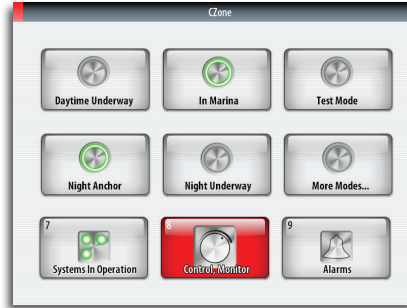 CZone
Daytime Underway
In Marina
Test Mode
Night Anchor
Night Underway
More Modes...
7
Systems In Operation
8
Control, Monitor
9
Alarms